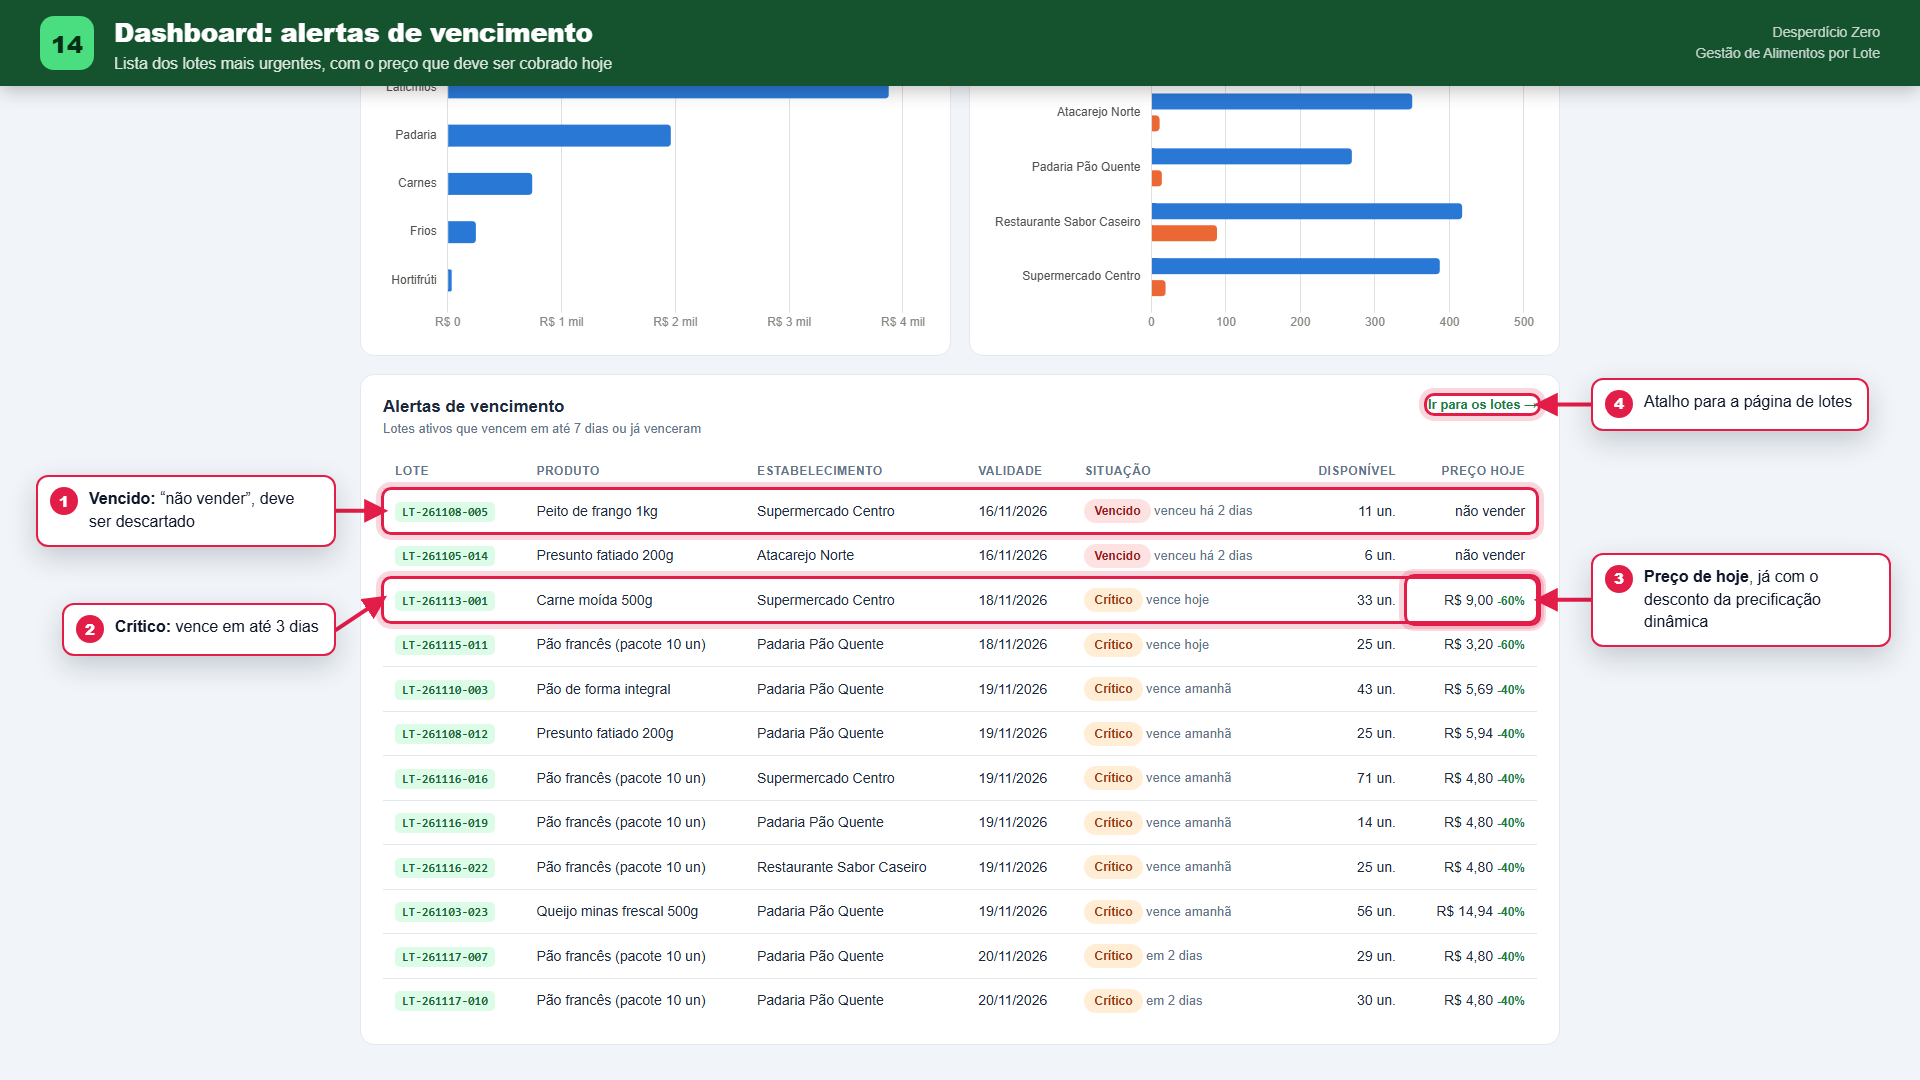 14
Dashboard: alertas de vencimento
Lista dos lotes mais urgentes, com o preço que deve ser cobrado hoje
Desperdício Zero
Gestão de Alimentos por Lote
Laticínios
Padaria
Carnes
Frios
Hortifrúti
R$ 0 R$ 1 mil R$ 2 mil R$ 3 mil R$ 4 mil
Atacarejo Norte
Padaria Pão Quente
Restaurante Sabor Caseiro
Supermercado Centro
0 100 200 300 400 500
Alertas de vencimento
Lotes ativos que vencem em até 7 dias ou já venceram
Ir para os lotes →
4 Atalho para a página de lotes
LOTE PRODUTO ESTABELECIMENTO VALIDADE SITUAÇÃO DISPONÍVEL PREÇO HOJE
LT-261108-005 Peito de frango 1kg Supermercado Centro 16/11/2026 Vencido venceu há 2 dias 11 un. não vender
LT-261105-014 Presunto fatiado 200g Atacarejo Norte 16/11/2026 Vencido venceu há 2 dias 6 un. não vender
LT-261113-001 Carne moída 500g Supermercado Centro 18/11/2026 Crítico vence hoje 33 un. R$ 9,00 -60%
LT-261115-011 Pão francês (pacote 10 un) Padaria Pão Quente 18/11/2026 Crítico vence hoje 25 un. R$ 3,20 -60%
LT-261110-003 Pão de forma integral Padaria Pão Quente 19/11/2026 Crítico vence amanhã 43 un. R$ 5,69 -40%
LT-261108-012 Presunto fatiado 200g Padaria Pão Quente 19/11/2026 Crítico vence amanhã 25 un. R$ 5,94 -40%
LT-261116-016 Pão francês (pacote 10 un) Supermercado Centro 19/11/2026 Crítico vence amanhã 71 un. R$ 4,80 -40%
LT-261116-019 Pão francês (pacote 10 un) Padaria Pão Quente 19/11/2026 Crítico vence amanhã 14 un. R$ 4,80 -40%
LT-261116-022 Pão francês (pacote 10 un) Restaurante Sabor Caseiro 19/11/2026 Crítico vence amanhã 25 un. R$ 4,80 -40%
LT-261103-023 Queijo minas frescal 500g Padaria Pão Quente 19/11/2026 Crítico vence amanhã 56 un. R$ 14,94 -40%
LT-261117-007 Pão francês (pacote 10 un) Padaria Pão Quente 20/11/2026 Crítico em 2 dias 29 un. R$ 4,80 -40%
LT-261117-010 Pão francês (pacote 10 un) Padaria Pão Quente 20/11/2026 Crítico em 2 dias 30 un. R$ 4,80 -40%
1 Vencido: “não vender”, deve
ser descartado
2 Crítico: vence em até 3 dias
3 Preço de hoje, já com o
desconto da precificação
dinâmica